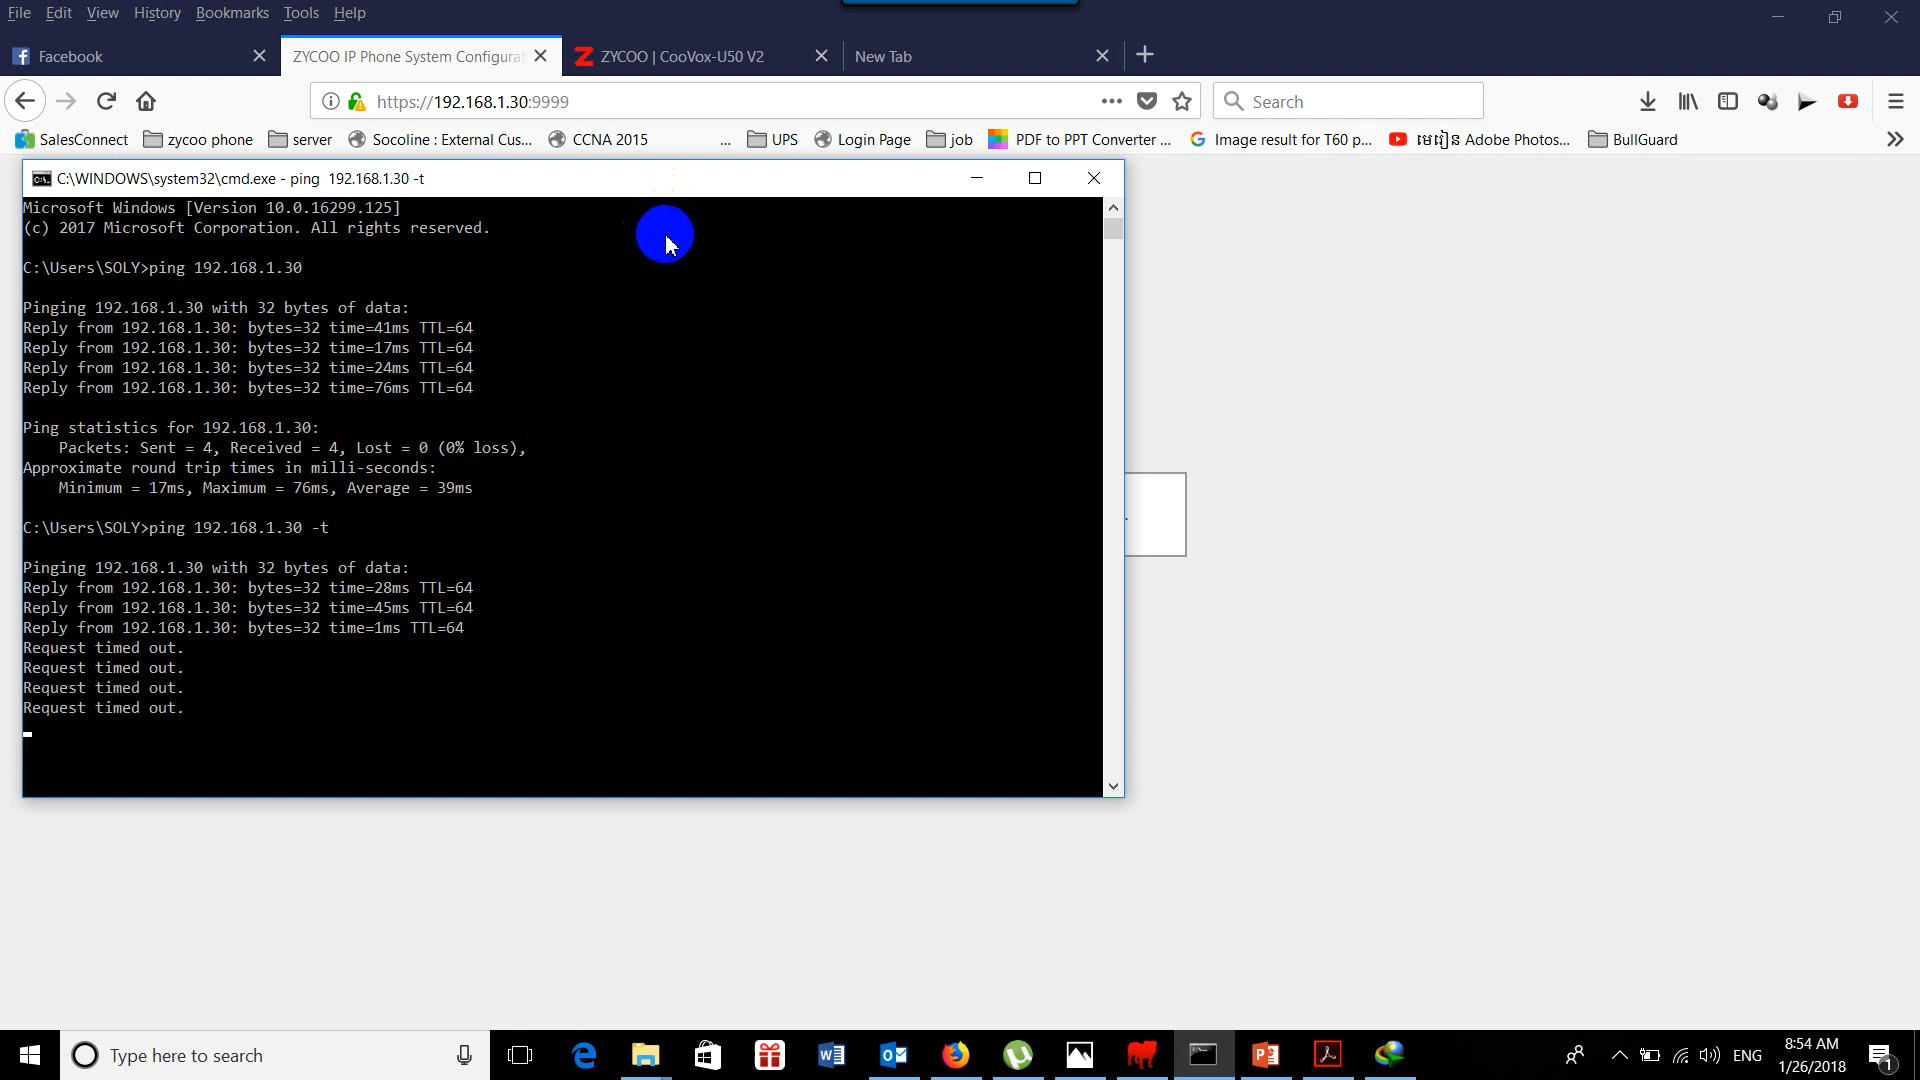 File Edit View History Bookmarks Tools Help
Facebook
ZYCOO IP Phone System Configurat
ZYCOO | CooVox-U50 V2
New Tab
https://192.168.1.30:9999
Search
SalesConnect
zycoo phone
server
Socoline : External Cus...
CCNA 2015
...
UPS
Login Page
job
PDF to PPT Converter ...
Image result for T60 p...
រៀន Adobe Photos...
BullGuard
C:\WINDOWS\system32\cmd.exe - ping 192.168.1.30 -t
Microsoft Windows [Version 10.0.16299.125]
(c) 2017 Microsoft Corporation. All rights reserved.
C:\Users\SOLY>ping 192.168.1.30
Pinging 192.168.1.30 with 32 bytes of data:
Reply from 192.168.1.30: bytes=32 time=41ms TTL=64
Reply from 192.168.1.30: bytes=32 time=17ms TTL=64
Reply from 192.168.1.30: bytes=32 time=24ms TTL=64
Reply from 192.168.1.30: bytes=32 time=76ms TTL=64
Ping statistics for 192.168.1.30:
Packets: Sent = 4, Received = 4, Lost = 0 (0% loss),
Approximate round trip times in milli-seconds:
Minimum = 17ms, Maximum = 76ms, Average = 39ms
C:\Users\SOLY>ping 192.168.1.30 -t
Pinging 192.168.1.30 with 32 bytes of data:
Reply from 192.168.1.30: bytes=32 time=28ms TTL=64
Reply from 192.168.1.30: bytes=32 time=45ms TTL=64
Reply from 192.168.1.30: bytes=32 time=1ms TTL=64
Request timed out.
Request timed out.
Request timed out.
Request timed out.
Type here to search
ENG
8:54 AM
1/26/2018
1